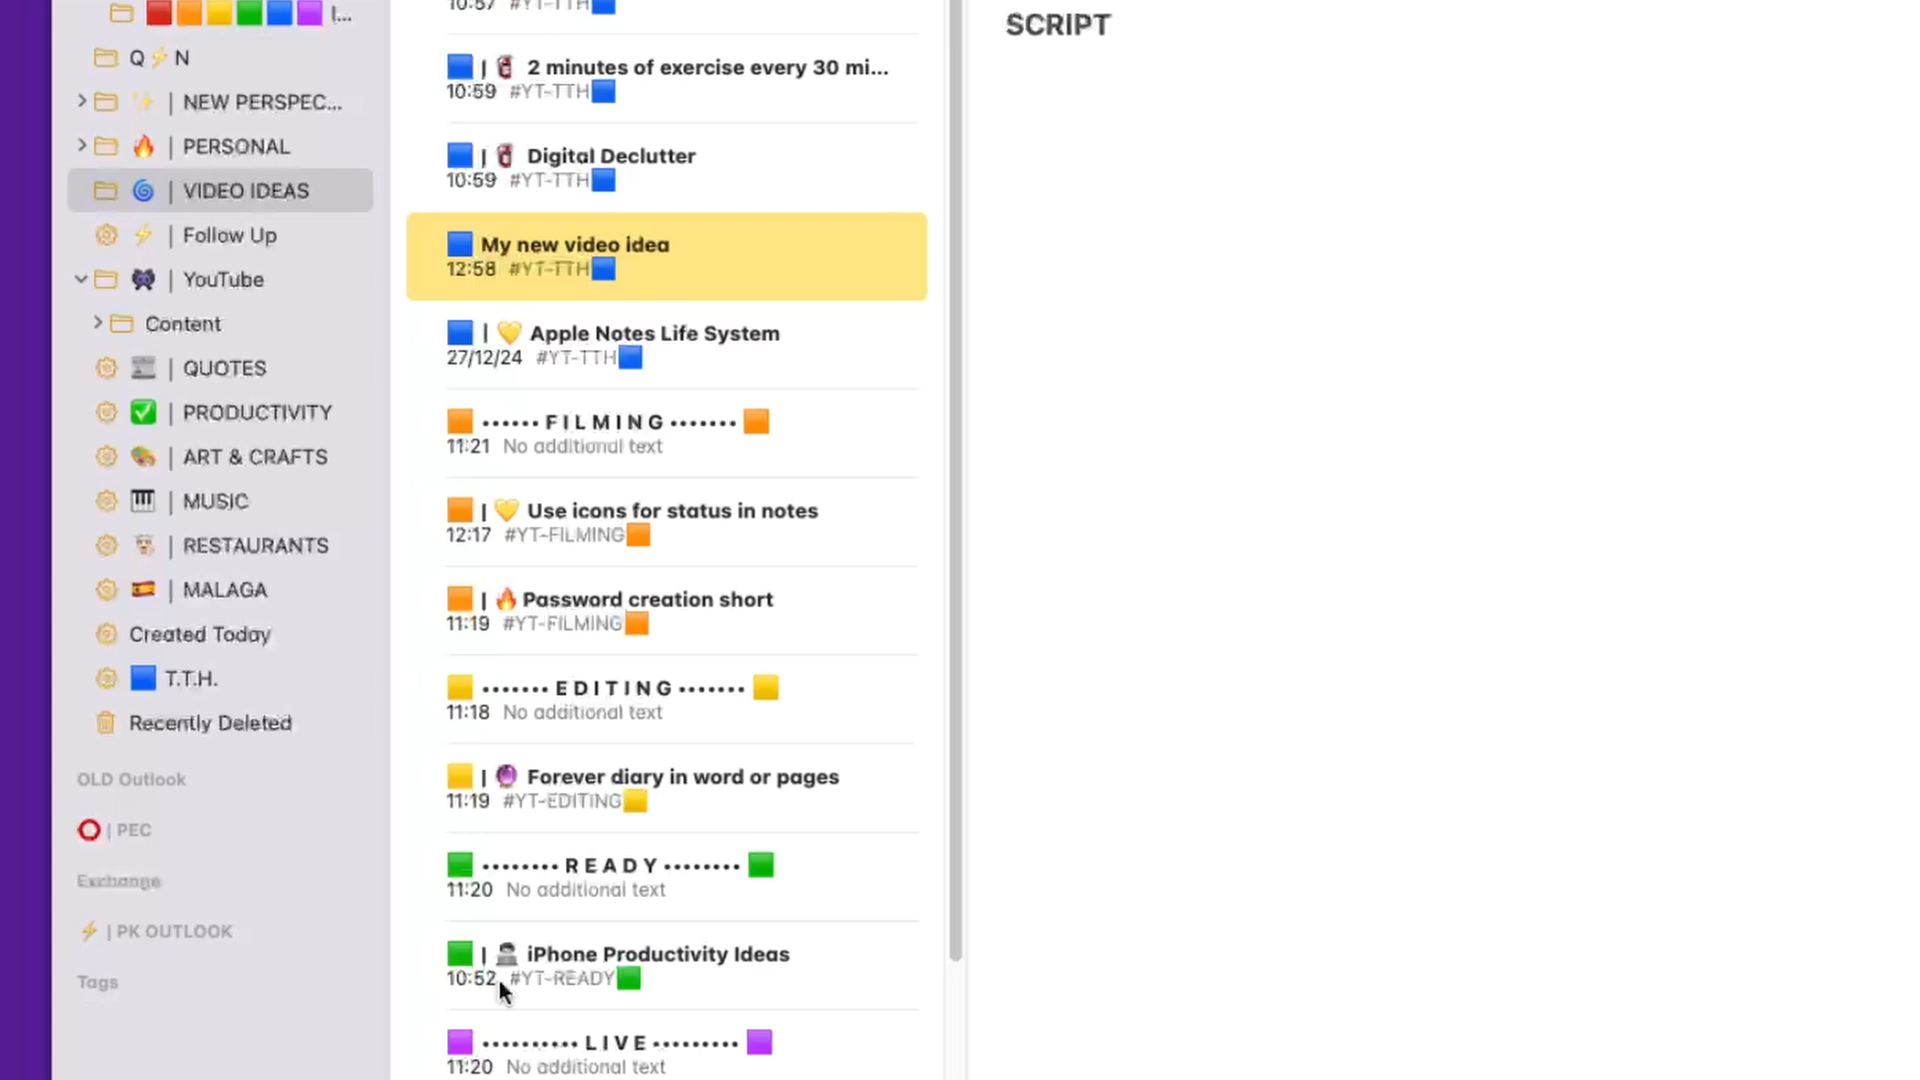 I...
Q⚡N
✨ | NEW PERSPEC...
🔥 | PERSONAL
🌀 | VIDEO IDEAS
⚡ | Follow Up
👾 | YouTube
Content
| QUOTES
✅ | PRODUCTIVITY
🎨 | ART & CRAFTS
🎹 | MUSIC
| RESTAURANTS
🇪🇸 | MALAGA
Created Today
🟦 T.T.H.
Recently Deleted
OLD Outlook
⭕ | PEC
Exchange
⚡ | PK OUTLOOK
Tags
10:57 #YT-TTH🟦
🟦 | 🧯 2 minutes of exercise every 30 mi...
10:59 #YT-TTH🟦
🟦 | 🧯 Digital Declutter
10:59 #YT-TTH🟦
🟦 My new video idea
12:58 #YT-TTH🟦
🟦 | 💛 Apple Notes Life System
27/12/24 #YT-TTH🟦
🟧 •••••• F I L M I N G ••••••• 🟧
11:21 No additional text
🟧 | 💛 Use icons for status in notes
12:17 #YT-FILMING🟧
🟧 | 🔥 Password creation short
11:19 #YT-FILMING🟧
🟨 ••••••• E D I T I N G ••••••• 🟨
11:18 No additional text
🟨 | 🔮 Forever diary in word or pages
11:19 #YT-EDITING🟨
🟩 •••••••• R E A D Y •••••••• 🟩
11:20 No additional text
🟩 | iPhone Productivity Ideas
10:52 #YT-READY🟩
🟪 •••••••••• L I V E ••••••••• 🟪
11:20 No additional text
SCRIPT